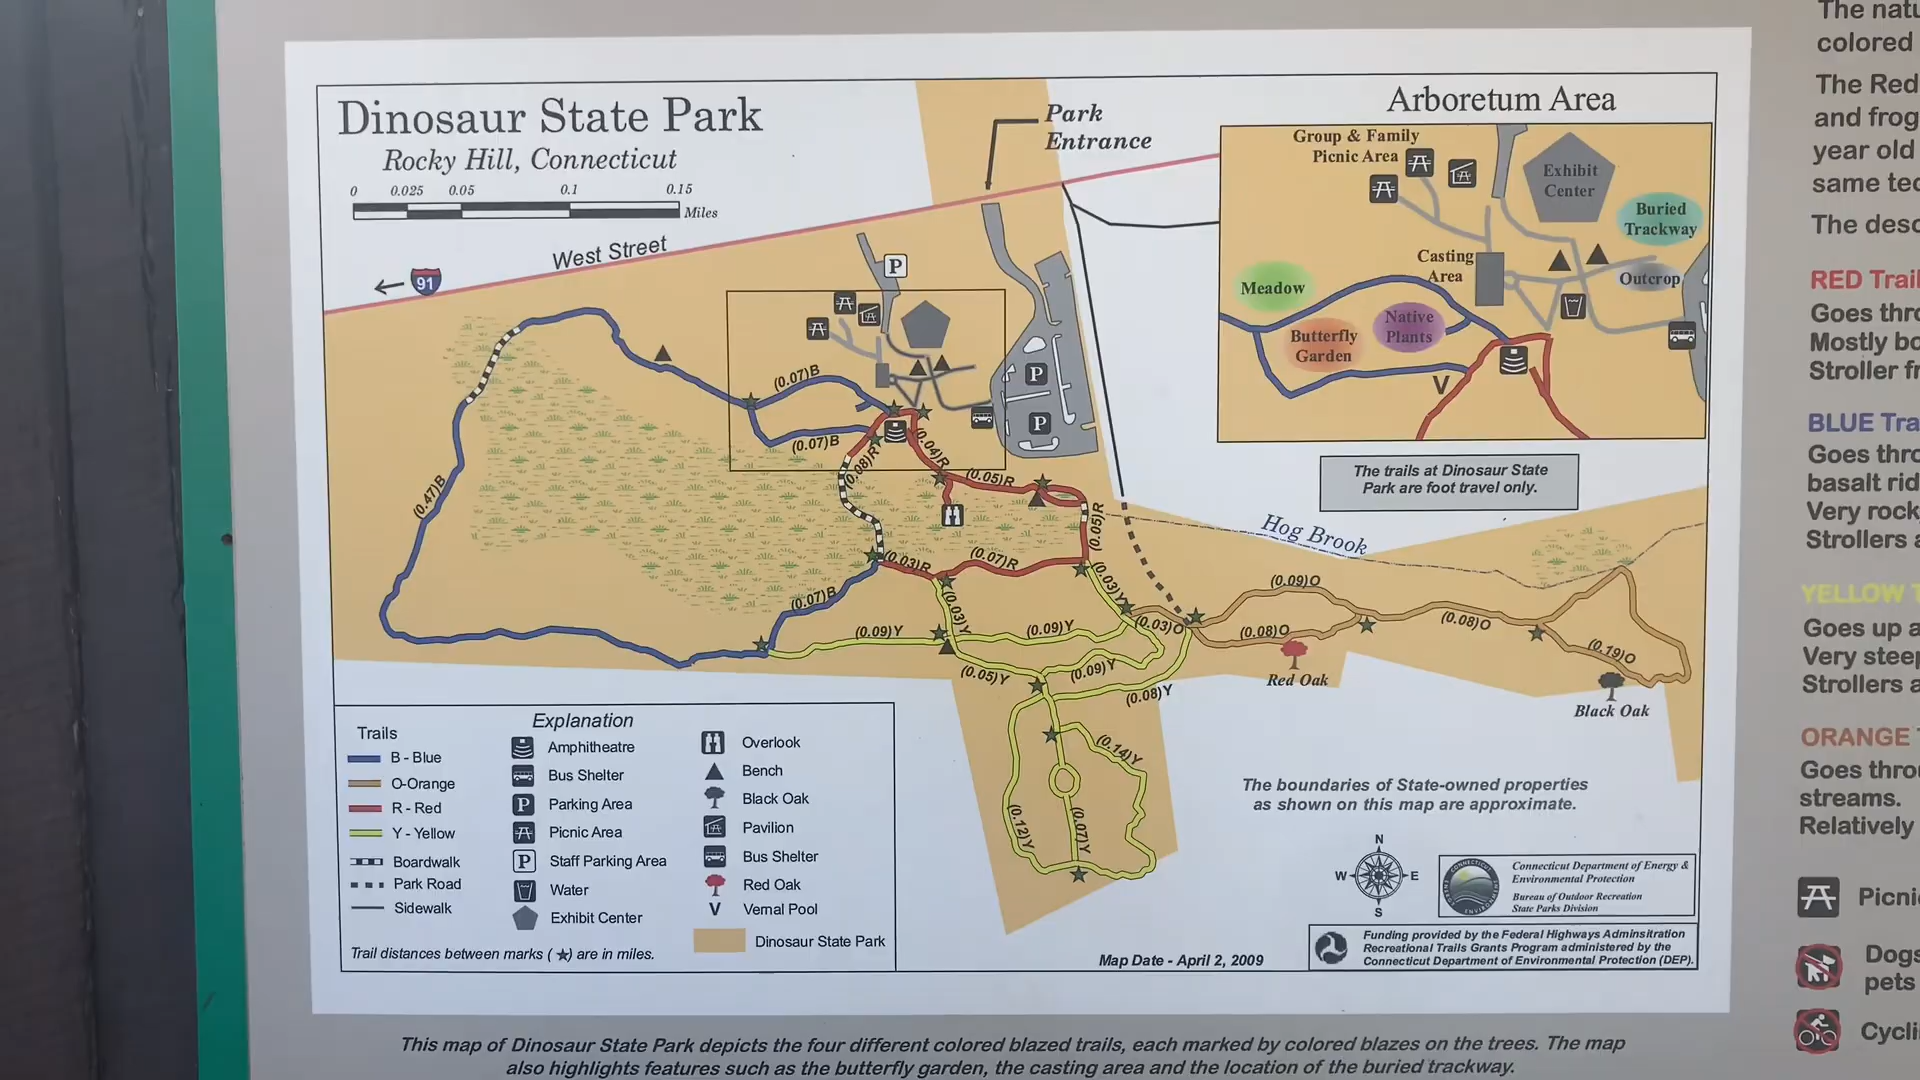 Dinosaur State Park
Rocky Hill, Connecticut
0 0.025 0.05 0.1 0.15
Miles
West Street
91
Park
Entrance
P
P
P
(0.07)B
(0.07)B
(0.47)B
(0.08)R
(0.04)R
(0.05)R
(0.05)R
(0.03)R
(0.07)R
(0.07)B
(0.03)Y
(0.03)Y
(0.09)Y
(0.09)Y
(0.03)O
(0.09)O
(0.08)O
(0.08)O
(0.19)O
(0.05)Y
(0.09)Y
(0.08)Y
(0.14)Y
(0.12)Y
(0.07)Y
Hog Brook
Red Oak
Black Oak
Arboretum Area
Group & Family
Picnic Area
Exhibit
Center
Buried
Trackway
Casting
Area
Outcrop
Meadow
Native
Plants
Butterfly
Garden
V
The trails at Dinosaur State
Park are foot travel only.
Trails
B - Blue
O-Orange
R - Red
Y - Yellow
Boardwalk
Park Road
Sidewalk
Explanation
Amphitheatre
Bus Shelter
P Parking Area
Picnic Area
P Staff Parking Area
Water
Exhibit Center
Overlook
Bench
Black Oak
Pavilion
Bus Shelter
Red Oak
V Vernal Pool
Dinosaur State Park
Trail distances between marks ( ★) are in miles.
The boundaries of State-owned properties
as shown on this map are approximate.
N
W E
S
Connecticut Department of Energy &
Environmental Protection
Bureau of Outdoor Recreation
State Parks Division
Map Date - April 2, 2009
Funding provided by the Federal Highways Adminsitration
Recreational Trails Grants Program administered by the
Connecticut Department of Environmental Protection (DEP).
This map of Dinosaur State Park depicts the four different colored blazed trails, each marked by colored blazes on the trees. The map
also highlights features such as the butterfly garden, the casting area and the location of the buried trackway.
The natu
colored
The Red
and frog
year old
same tec
The desc
RED Trail
Goes thro
Mostly bo
Stroller fr
BLUE Tra
Goes thro
basalt rid
Very rock
Strollers a
YELLOW T
Goes up a
Very steep
Strollers a
ORANGE T
Goes thro
streams.
Relatively
Picnic
Dogs
pets
Cycli